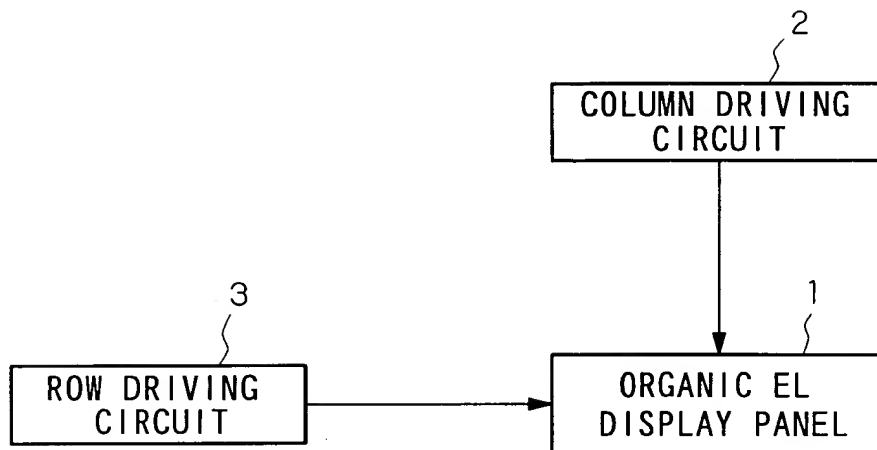 2
COLUMN DRIVING
CIRCUIT
3
1
ROW DRIVING
CIRCUIT
ORGANIC EL
DISPLAY PANEL